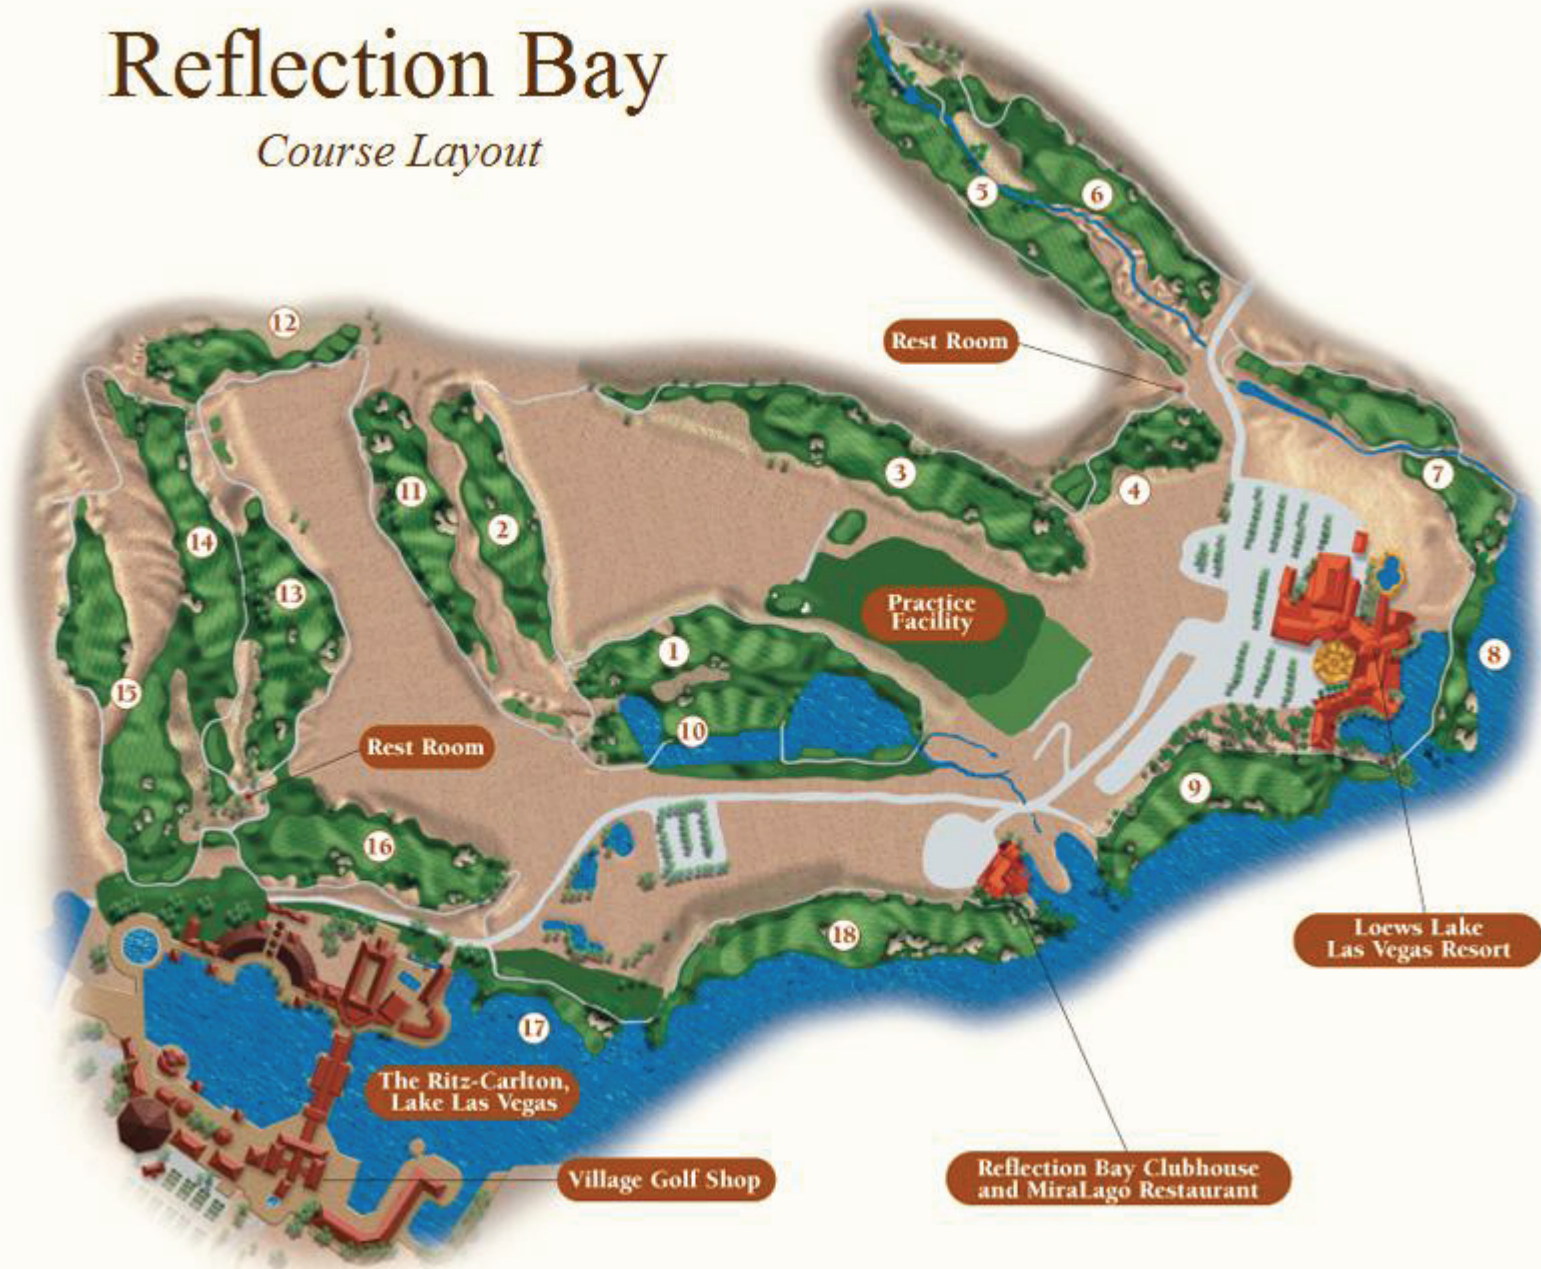 Reflection Bay
Course Layout
5
6
12
Rest Room
3
7
11
4
2
14
13
Practice
Facility
1
8
15
10
Rest Room
9
16
18
Loews Lake
Las Vegas Resort
17
The Ritz-Carlton,
Lake Las Vegas
Village Golf Shop
Reflection Bay Clubhouse
and MiraLago Restaurant